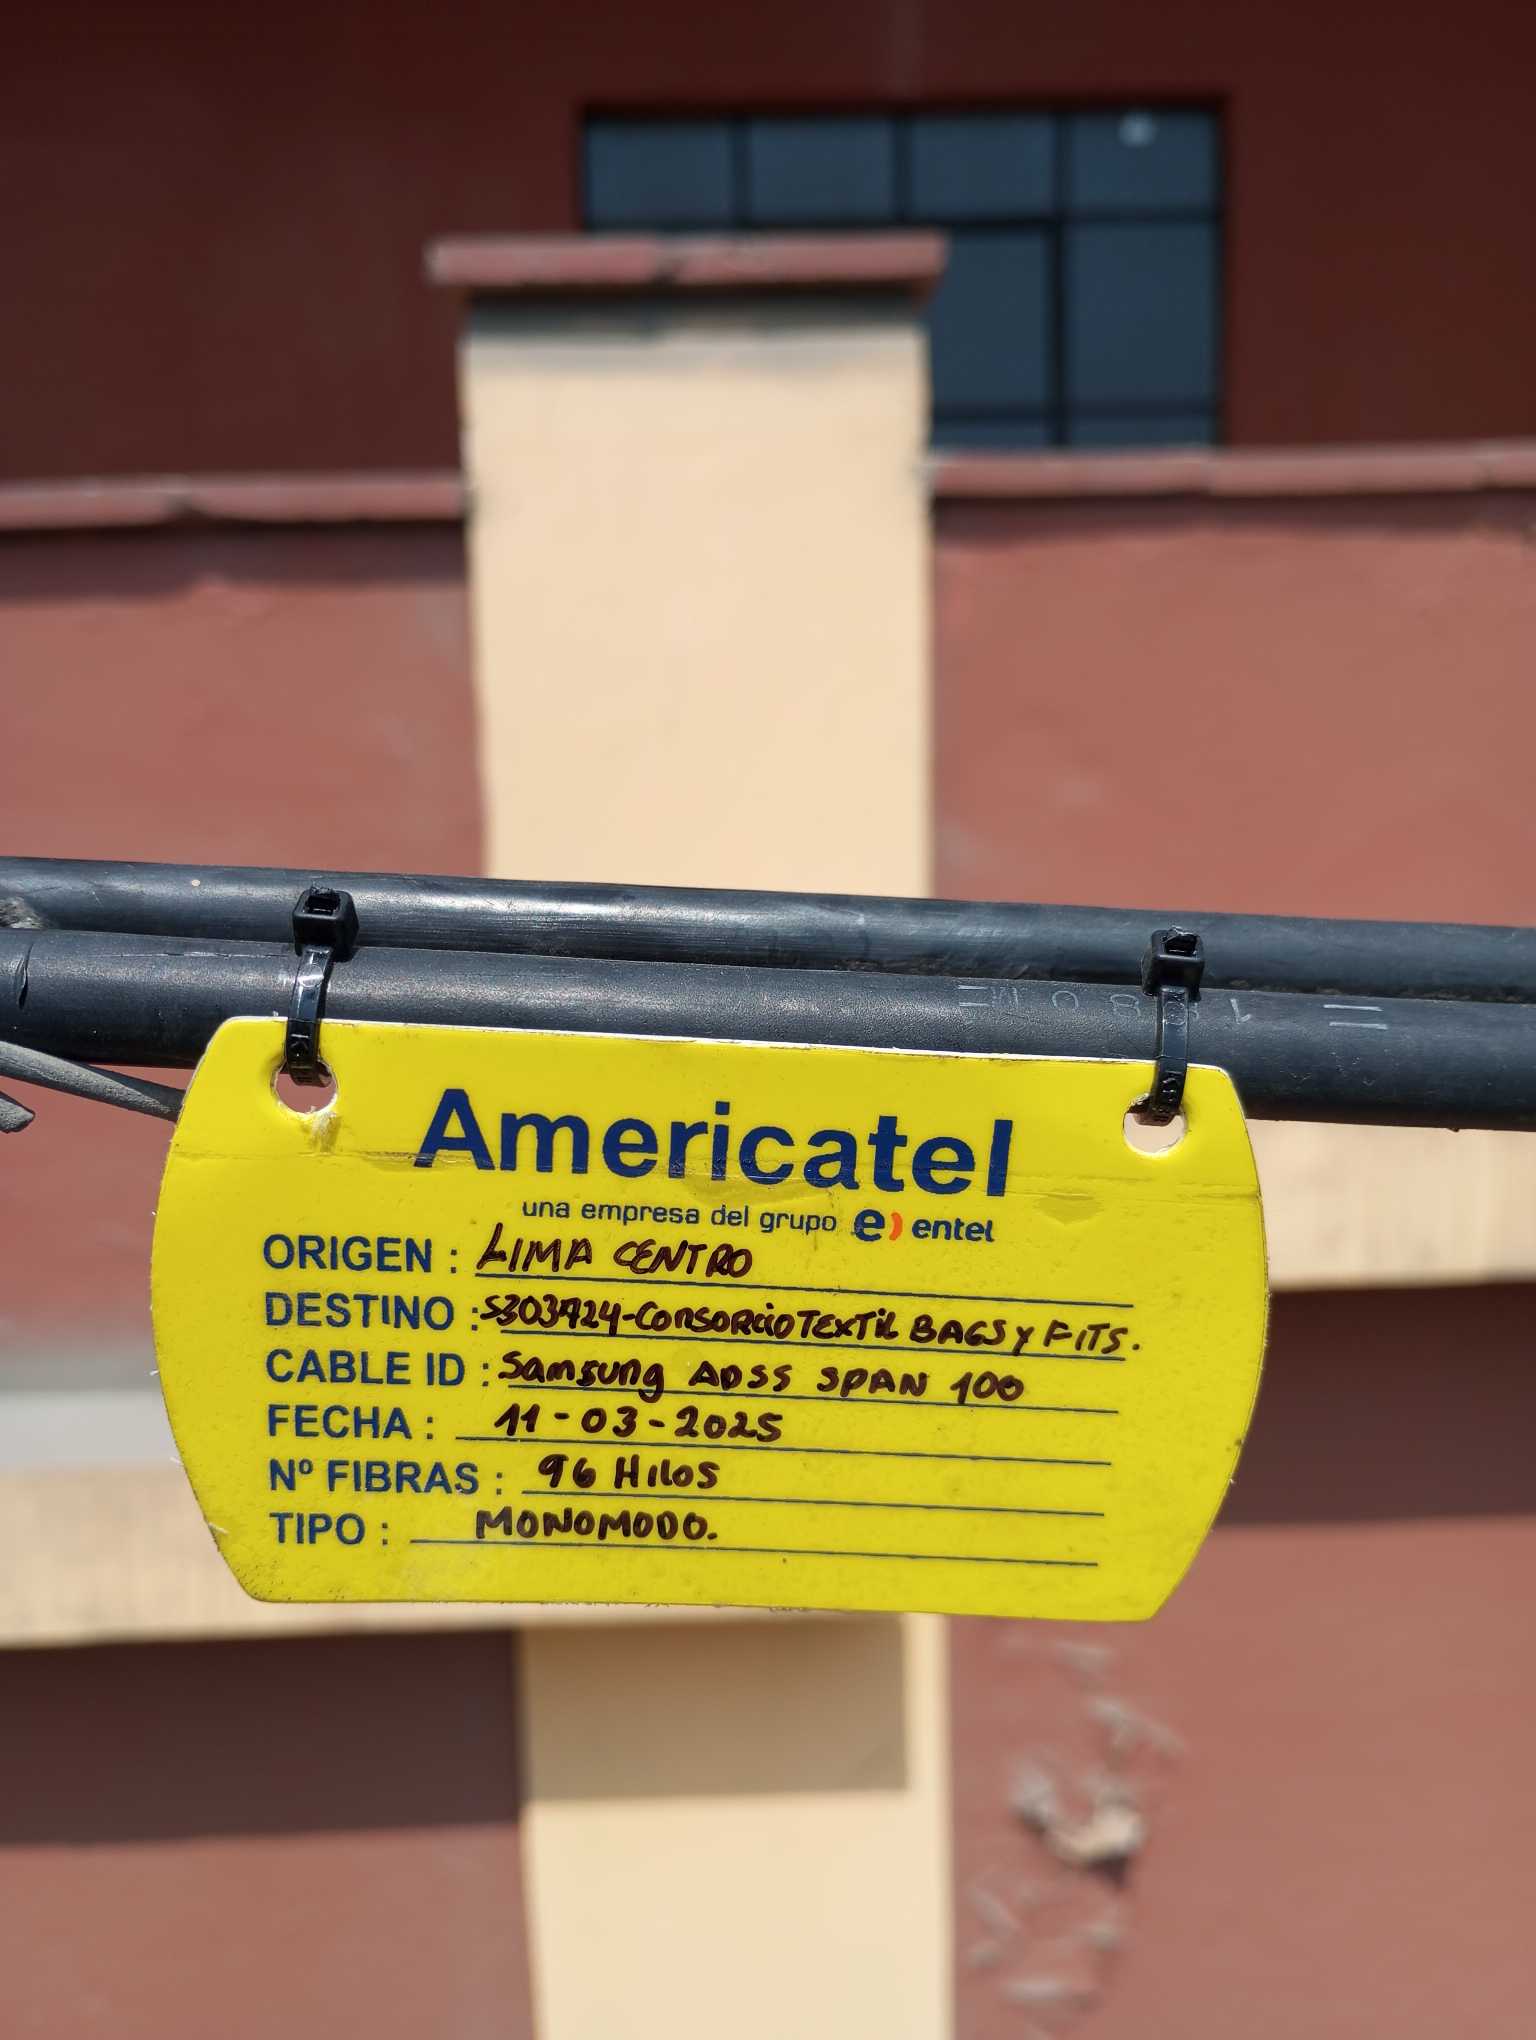 Americatel
una empresa del grupo e) entel
ORIGEN : LIMA CENTRO
DESTINO : S303724-CONSORCIO TEXTIL BAGS Y FITS.
CABLE ID : Samsung ADSS SPAN 100
FECHA : 11-03-2025
Nº FIBRAS : 96 HILOS
TIPO : MONOMODO.